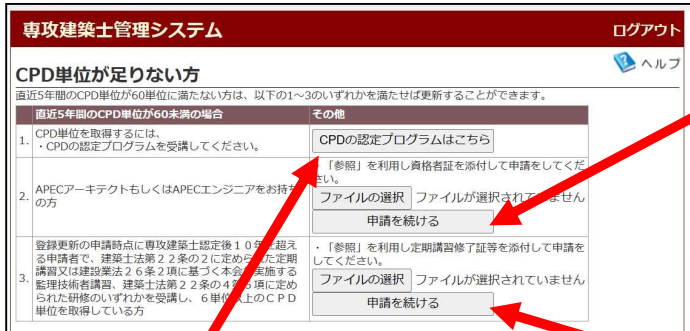 専攻建築士管理システム
ログアウト
ヘルプ
CPD単位が足りない方
直近5年間のCPD単位が60単位に満たない方は、以下の1~3のいずれかを満たせば更新することができます。
直近5年間のCPD単位が60未満の場合
その他
1.
CPD単位を取得するには、
・CPDの認定プログラムを受講してください。
CPDの認定プログラムはこちら
2.
APECアーキテクトもしくはAPECエンジニアをお持ち
の方
・「参照」を利用し資格者証を添付して申請をしてくだ
さい。
ファイルの選択 ファイルが選択されていません
申請を続ける
3.
登録更新の申請時点に専攻建築士認定後１０年を超え
る申請者で、建築士法第２２条の２に定められた定期
講習又は建設業法２６条２項に基づく本会が実施する
監理技術者講習、建築士法第２２条の４第５項に定め
られた研修のいずれかを受講し、６単位以上のＣＰＤ
単位を取得している方
・「参照」を利用し定期講習修了証等を添付して申請を
してください。
ファイルの選択 ファイルが選択されていません
申請を続ける